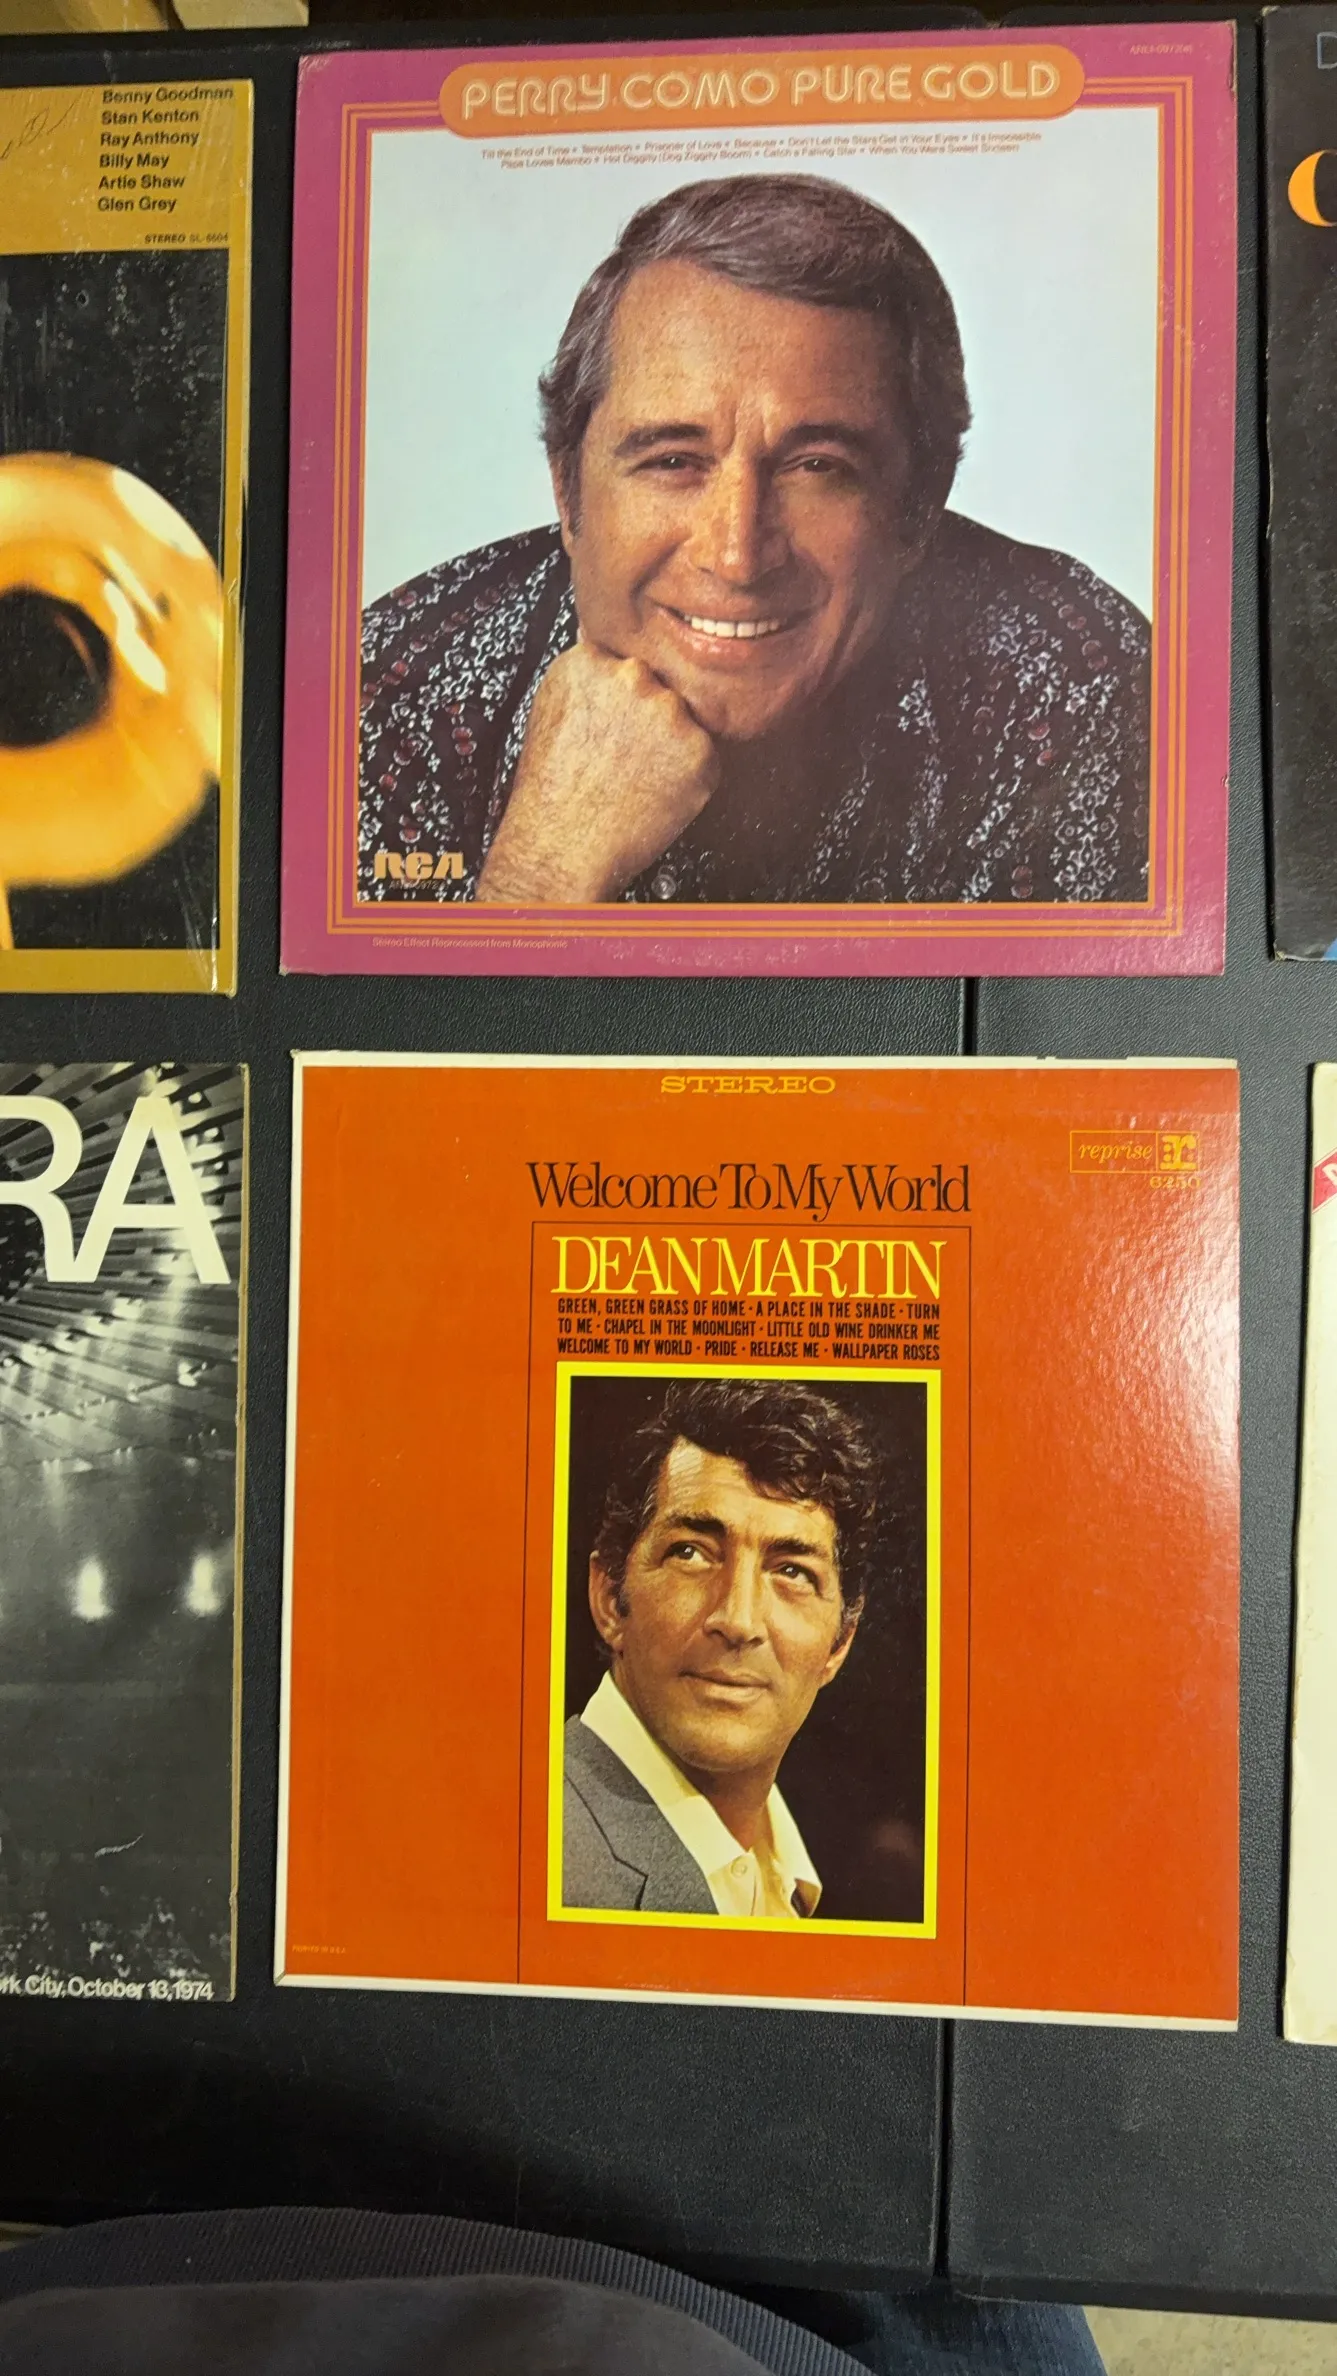 Benny Goodman
Stan Kenton
Ray Anthony
Billy May
Artie Shaw
Glen Grey
STEREO SL-6604
PERRY COMO PURE GOLD
Till the End of Time • Temptation • Prisoner of Love • Because • Don't Let the Stars Get in Your Eyes • It's Impossible
Papa Loves Mambo • Hot Diggity (Dog Ziggity Boom) • Catch a Falling Star • When You Were Sweet Sixteen
RCA
Stereo Effect Reprocessed from Monophonic
RA
rk City, October 13, 1974
STEREO
reprise r:
6250
Welcome To My World
DEAN MARTIN
GREEN, GREEN GRASS OF HOME · A PLACE IN THE SHADE · TURN
TO ME · CHAPEL IN THE MOONLIGHT · LITTLE OLD WINE DRINKER ME
WELCOME TO MY WORLD · PRIDE · RELEASE ME · WALLPAPER ROSES
PRINTED IN U.S.A.